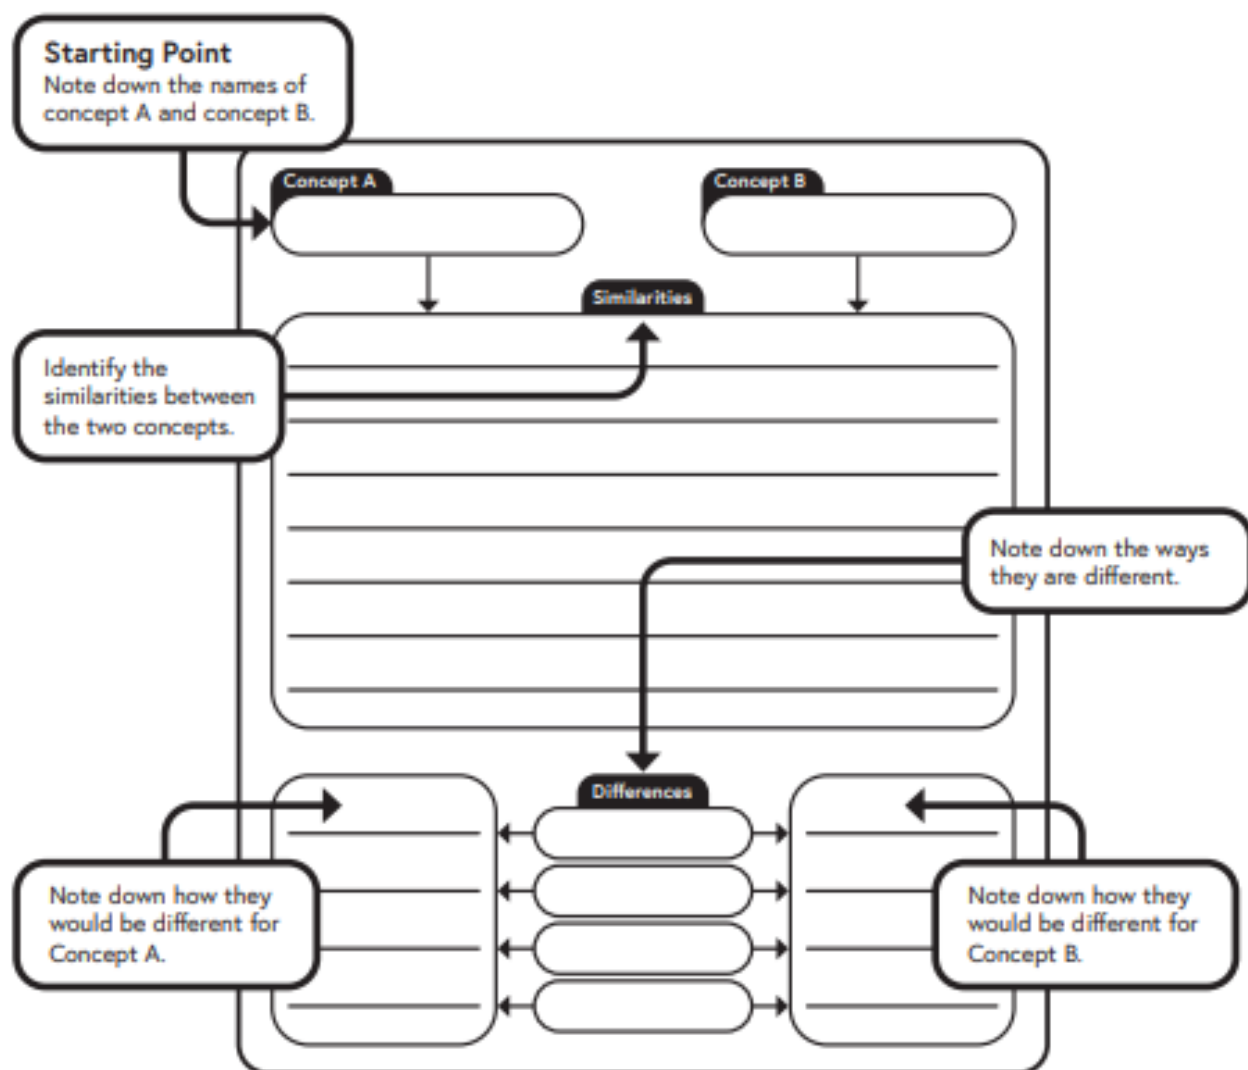 Starting Point
Note down the names of
concept A and concept B.
Concept A
Concept B
Similarities
Identify the
similarities between
the two concepts.
Note down the ways
they are different.
Differences
Note down how they
would be different for
Concept A.
Note down how they
would be different for
Concept B.